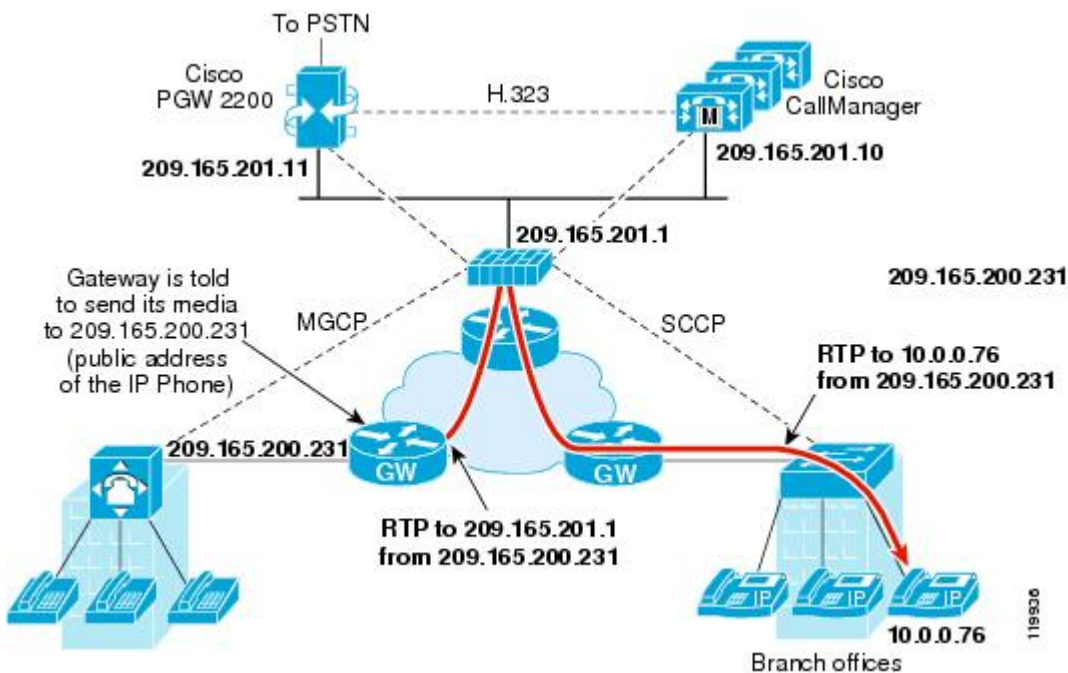 To PSTN
Cisco
PGW 2200
H.323
M
Cisco
CallManager
209.165.201.11
209.165.201.10
209.165.201.1
209.165.200.231
Gateway is told
to send its media
to 209.165.200.231
(public address
of the IP Phone)
MGCP
SCCP
RTP to 10.0.0.76
from 209.165.200.231
209.165.200.231
GW
GW
RTP to 209.165.201.1
from 209.165.200.231
IP
IP
IP
10.0.0.76
Branch offices
119936